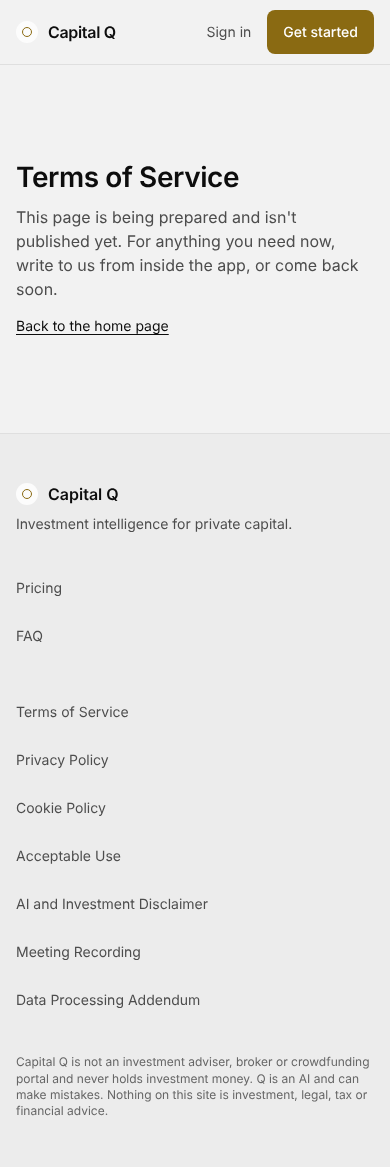 Capital Q
Sign in
Get started
Terms of Service
This page is being prepared and isn't
published yet. For anything you need now,
write to us from inside the app, or come back
soon.
Back to the home page
Capital Q
Investment intelligence for private capital.
Pricing
FAQ
Terms of Service
Privacy Policy
Cookie Policy
Acceptable Use
AI and Investment Disclaimer
Meeting Recording
Data Processing Addendum
Capital Q is not an investment adviser, broker or crowdfunding
portal and never holds investment money. Q is an AI and can
make mistakes. Nothing on this site is investment, legal, tax or
financial advice.